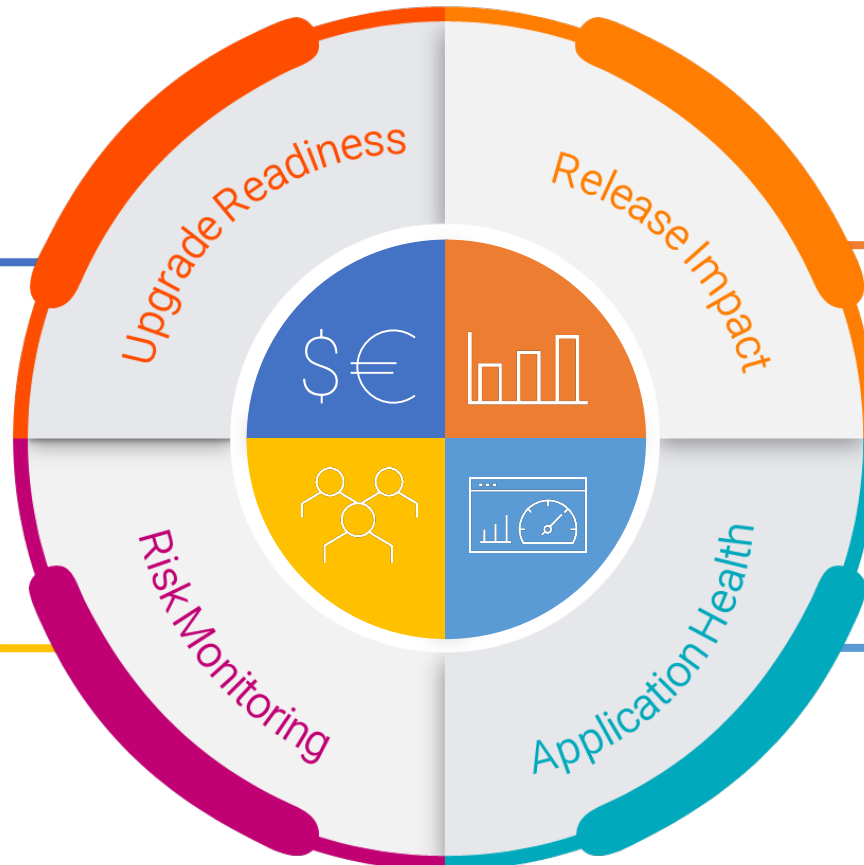 Upgrade Readiness
Release Impact
$€
Risk Monitoring
Application Health